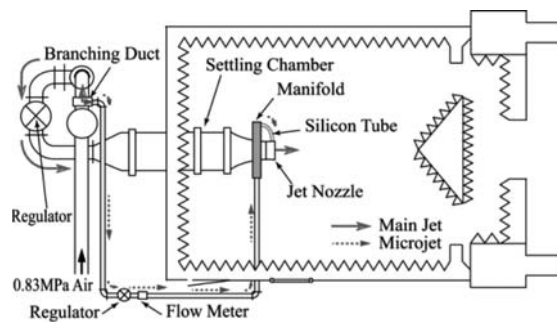 Branching Duct
Settling Chamber
Manifold
Silicon Tube
Jet Nozzle
Regulator
Main Jet
Microjet
0.83MPa Air
Regulator
Flow Meter